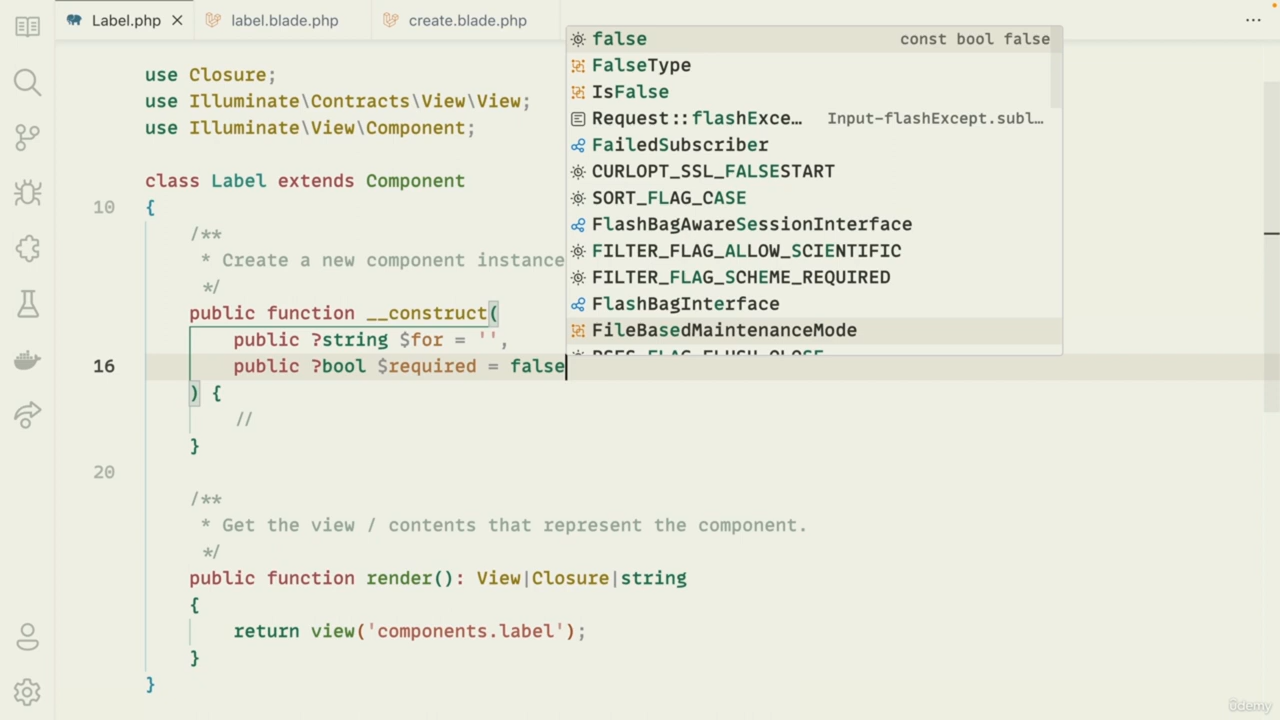 Label.php
label.blade.php
create.blade.php
use Closure;
use Illuminate\Contracts\View\View;
use Illuminate\View\Component;
class Label extends Component
10 {
/**
* Create a new component instance
*/
public function __construct(
public ?string $for = '',
16 public ?bool $required = false
) {
//
}
20
/**
* Get the view / contents that represent the component.
*/
public function render(): View|Closure|string
{
return view('components.label');
}
}
false const bool false
FalseType
IsFalse
Request::flashExce… Input-flashExcept.subl…
FailedSubscriber
CURLOPT_SSL_FALSESTART
SORT_FLAG_CASE
FlashBagAwareSessionInterface
FILTER_FLAG_ALLOW_SCIENTIFIC
FILTER_FLAG_SCHEME_REQUIRED
FlashBagInterface
FileBasedMaintenanceMode
udemy